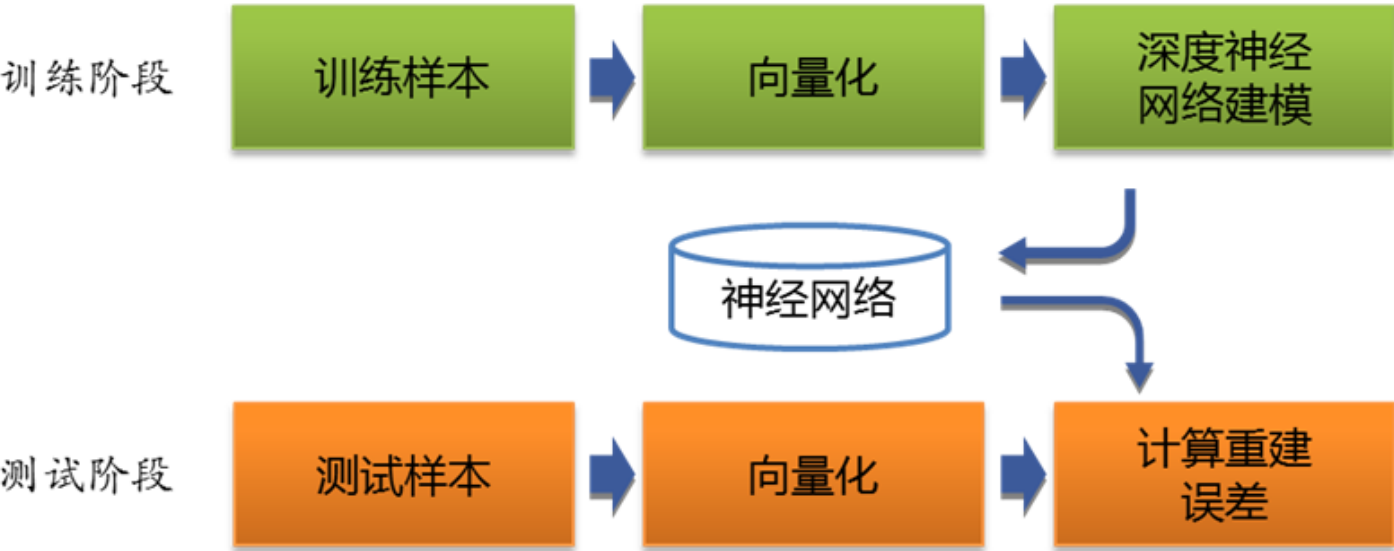 训练阶段
训练样本
向量化
深度神经
网络建模
神经网络
测试阶段
测试样本
向量化
计算重建
误差